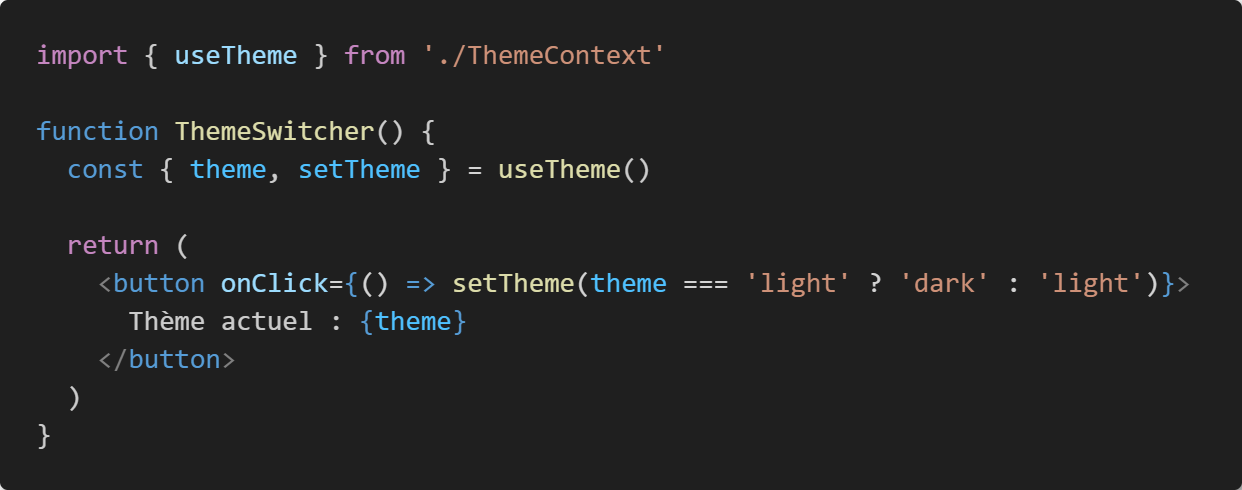 import { useTheme } from './ThemeContext'
function ThemeSwitcher() {
const { theme, setTheme } = useTheme()
return (
<button onClick={() => setTheme(theme === 'light' ? 'dark' : 'light')}>
Thème actuel : {theme}
</button>
)
}